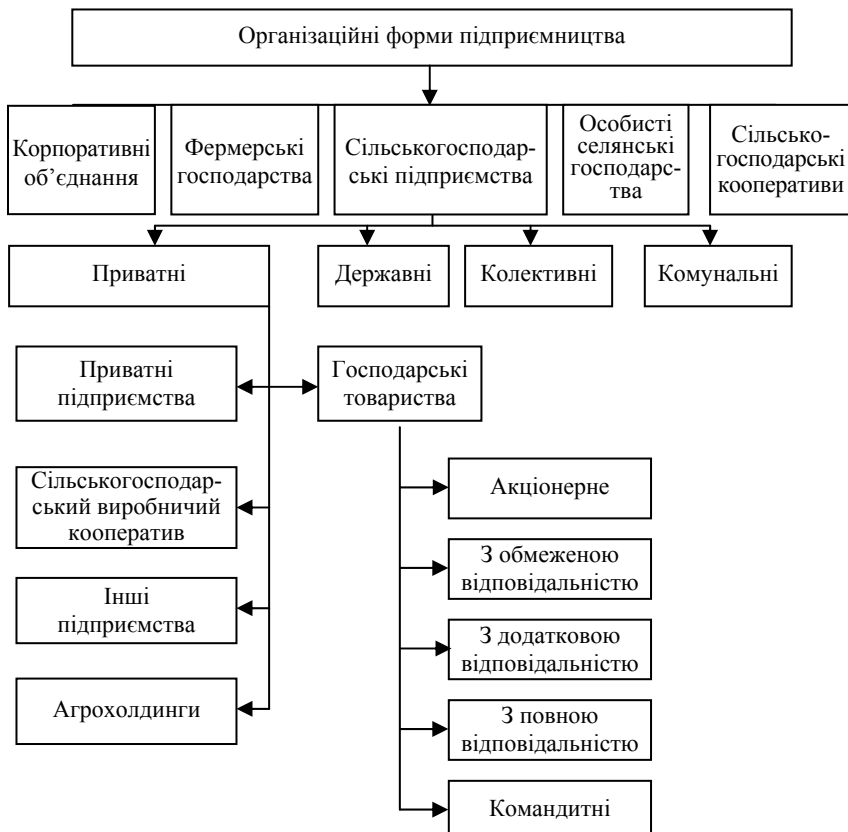 Організаційні форми підприємництва
Корпоративні
об’єднання
Фермерські
господарства
Сільськогосподар-
ські підприємства
Особисті
селянські
господарс-
тва
Сільсько-
господарські
кооперативи
Приватні
Державні
Колективні
Комунальні
Приватні
підприємства
Господарські
товариства
Сільськогосподар-
ський виробничий
кооператив
Інші
підприємства
Агрохолдинги
Акціонерне
З обмеженою
відповідальністю
З додатковою
відповідальністю
З повною
відповідальністю
Командитні